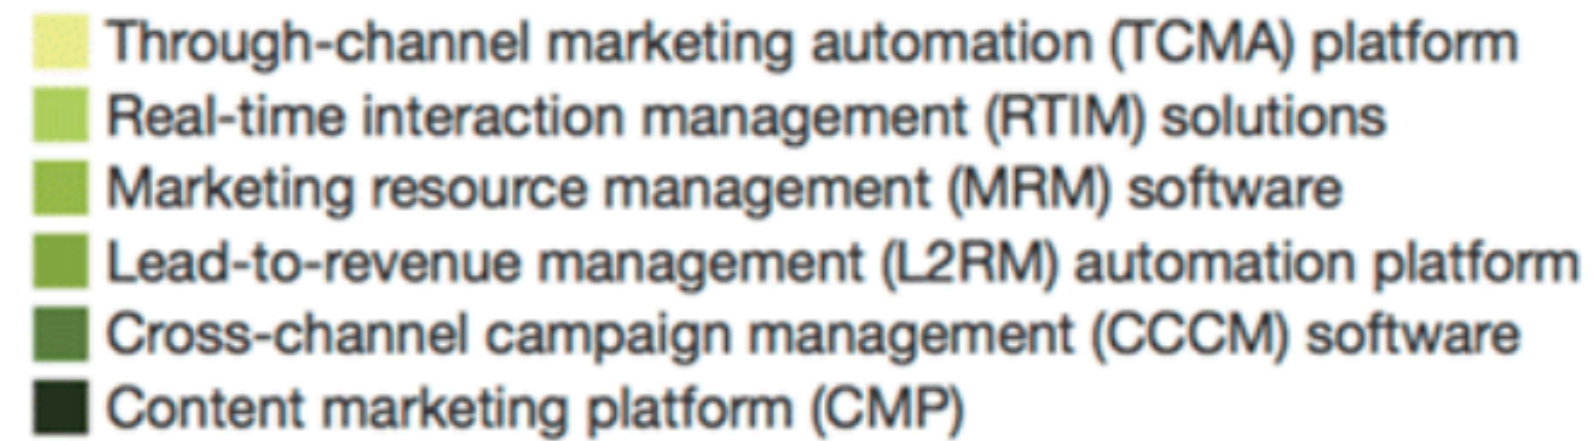 Through-channel marketing automation (TCMA) platform
Real-time interaction management (RTIM) solutions
Marketing resource management (MRM) software
Lead-to-revenue management (L2RM) automation platform
Cross-channel campaign management (CCCM) software
Content marketing platform (CMP)